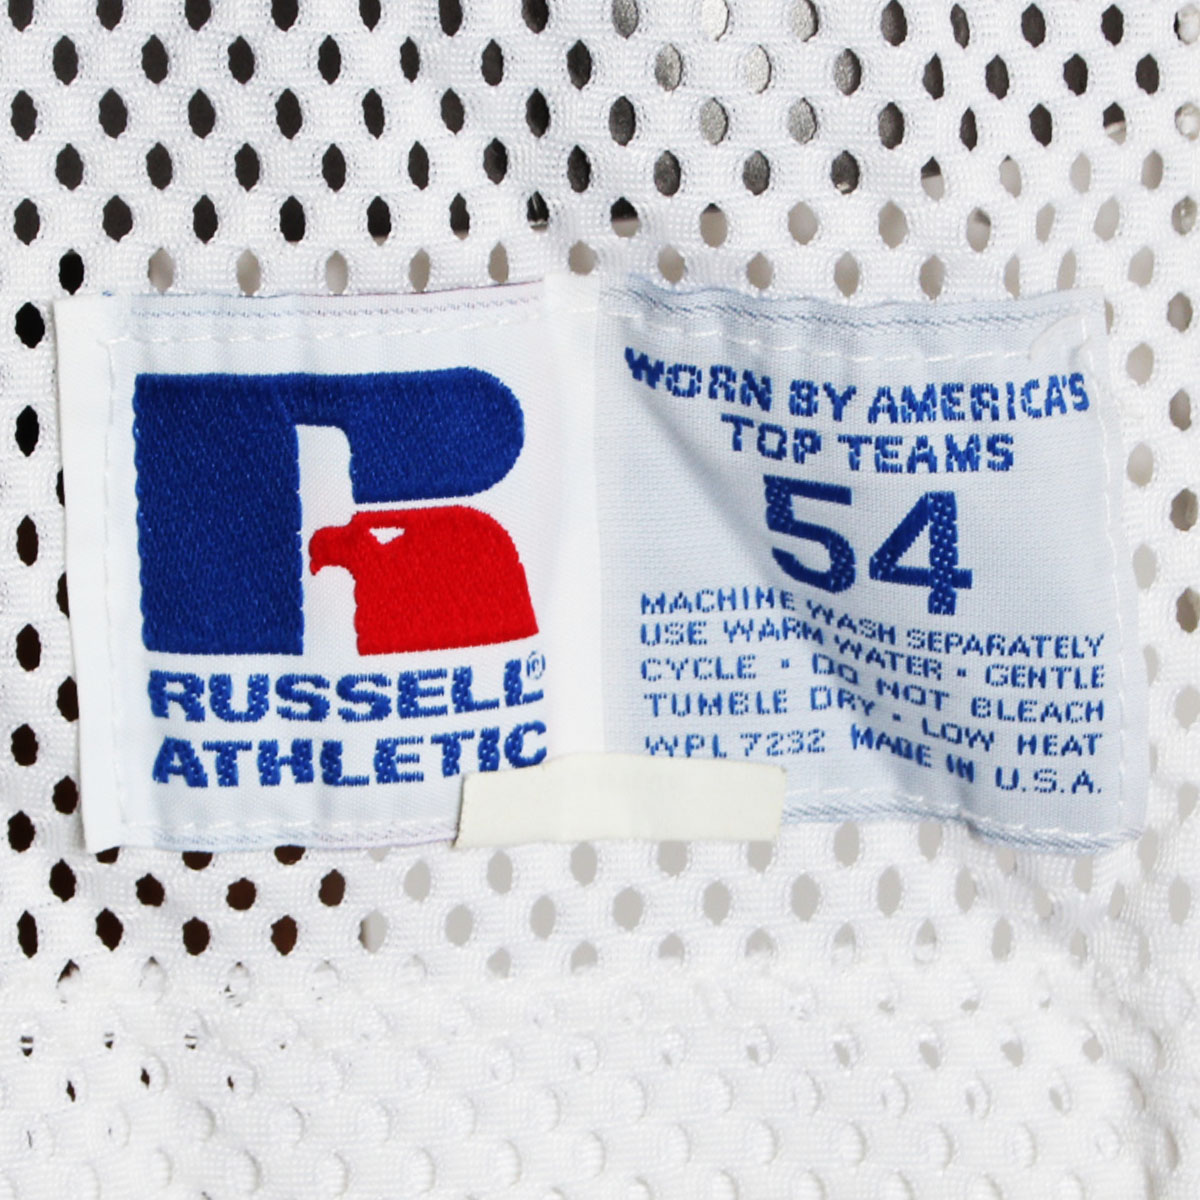 RUSSELL®
ATHLETIC
WORN BY AMERICA'S
TOP TEAMS
54
MACHINE WASH SEPARATELY
USE WARM WATER · GENTLE
CYCLE · DO NOT BLEACH
TUMBLE DRY · LOW HEAT
WPL 7232 MADE IN U.S.A.